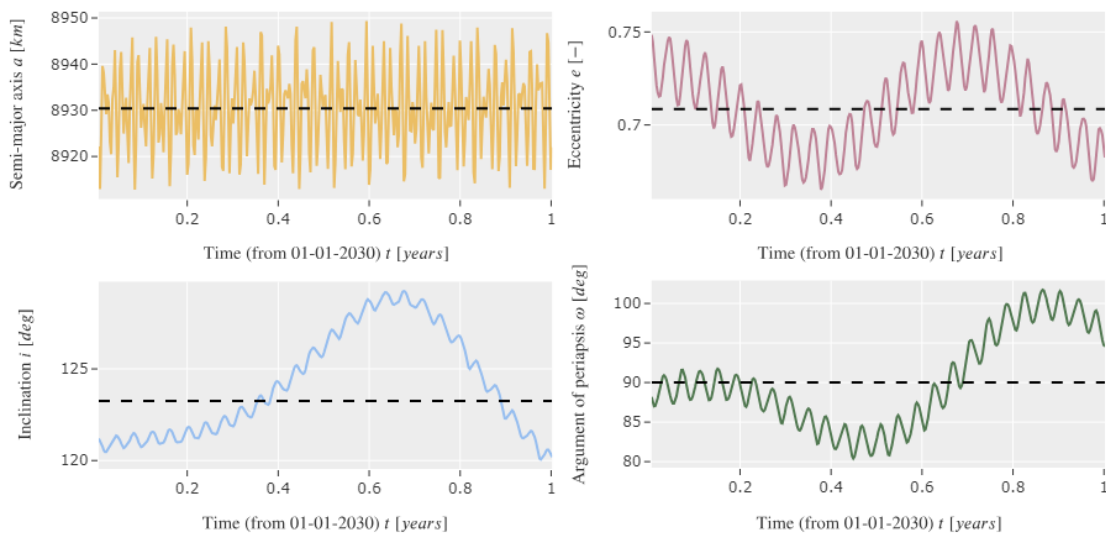 Semi-major axis a [km]
8950
8940
8930
8920
0.2 0.4 0.6 0.8 1
Time (from 01-01-2030) t [years]
Eccentricity e [−]
0.75
0.7
0.2 0.4 0.6 0.8 1
Time (from 01-01-2030) t [years]
Inclination i [deg]
125
120
0.2 0.4 0.6 0.8 1
Time (from 01-01-2030) t [years]
Argument of periapsis ω [deg]
100
95
90
85
80
0.2 0.4 0.6 0.8 1
Time (from 01-01-2030) t [years]